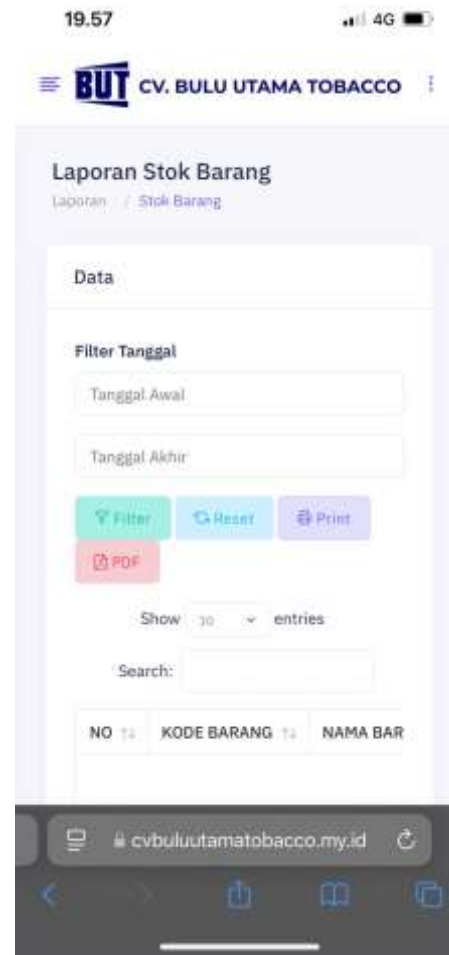 19.57
4G
BUT CV. BULU UTAMA TOBACCO
Laporan Stok Barang
Laporan / Stok Barang
Data
Filter Tanggal
Tanggal Awal
Tanggal Akhir
Filter Reset Print
PDF
Show 10 entries
Search:
NO KODE BARANG NAMA BAR
cvbuluutamatobacco.my.id